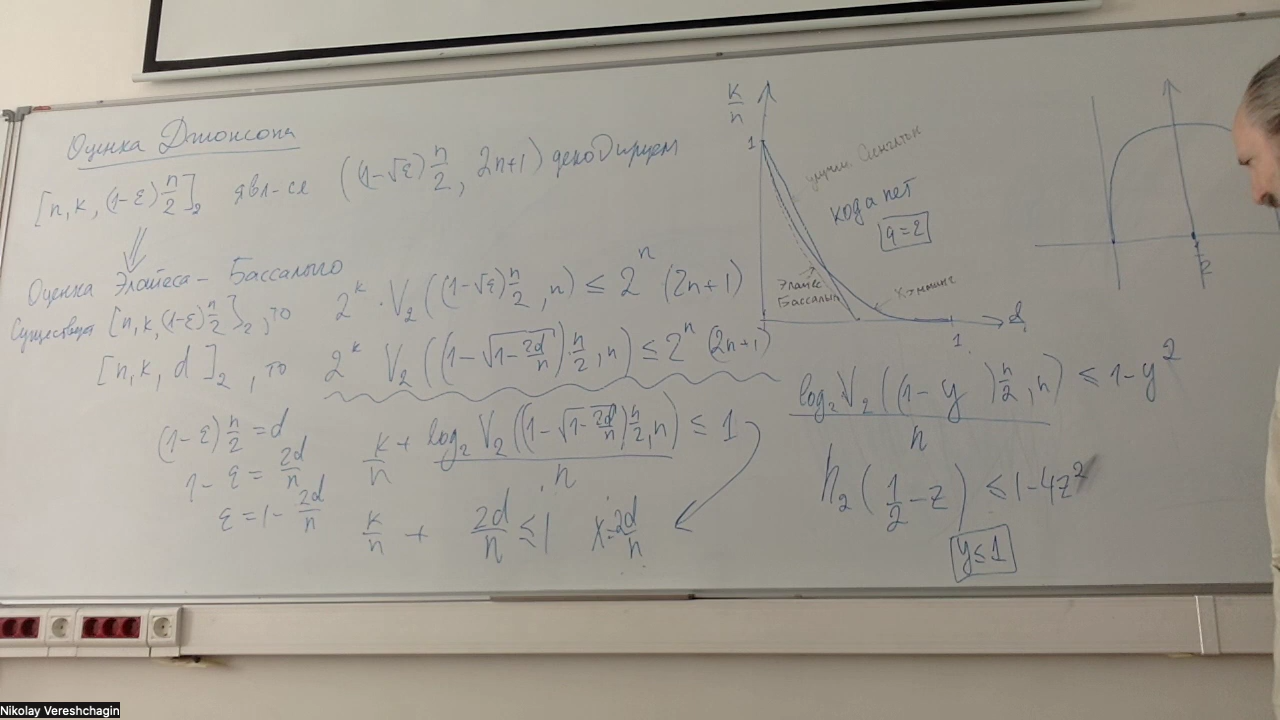 Оценка Джонсона
[n, k, (1-ε)n/2]₂ явл-ся ((1-√ε)n/2, 2n+1) декодируем
⇓
Оценка Элайеса - Бассалыго
Существует [n, k, (1-ε)n/2]₂, то 2^k · V₂((1-√ε)n/2, n) ≤ 2^n (2n+1)
[n, k, d]₂, то 2^k V₂((1-√(1-2d/n))·n/2, n) ≤ 2^n (2n+1)
(1-ε)n/2 = d
1-ε = 2d/n
ε = 1-2d/n
k/n + log₂ V₂((1-√(1-2d/n))n/2, n)/n ≤ 1
k/n + 2d/n ≤ 1 x=2d/n
k/n
1
Синглтон
кода нет
q=2
Элайес
Бассалыго
Хэмминг
1
log₂ V₂((1-y)n/2, n)/n ≤ 1-y²
h₂(1/2-z) ≤ 1-4z²
y≤1
Nikolay Vereshchagin